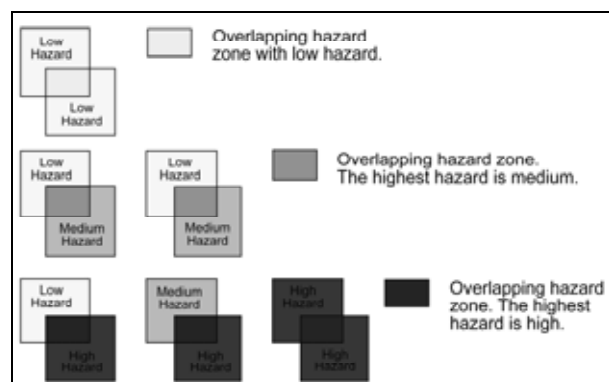 Low
Hazard
Low
Hazard
Overlapping hazard
zone with low hazard.
Low
Hazard
Medium
Hazard
Low
Hazard
Medium
Hazard
Overlapping hazard zone.
The highest hazard is medium.
Low
Hazard
High Hazard
Medium
Hazard
High Hazard
High Hazard
High Hazard
Overlapping hazard
zone. The highest
hazard is high.